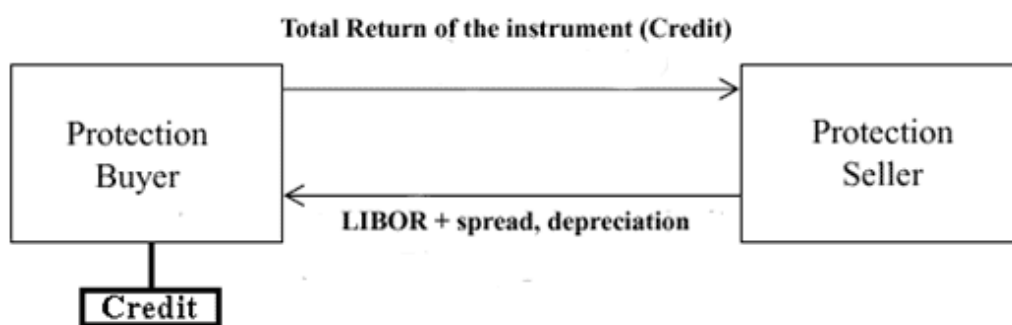 Total Return of the instrument (Credit)
Protection
Buyer
Protection
Seller
LIBOR + spread, depreciation
Credit